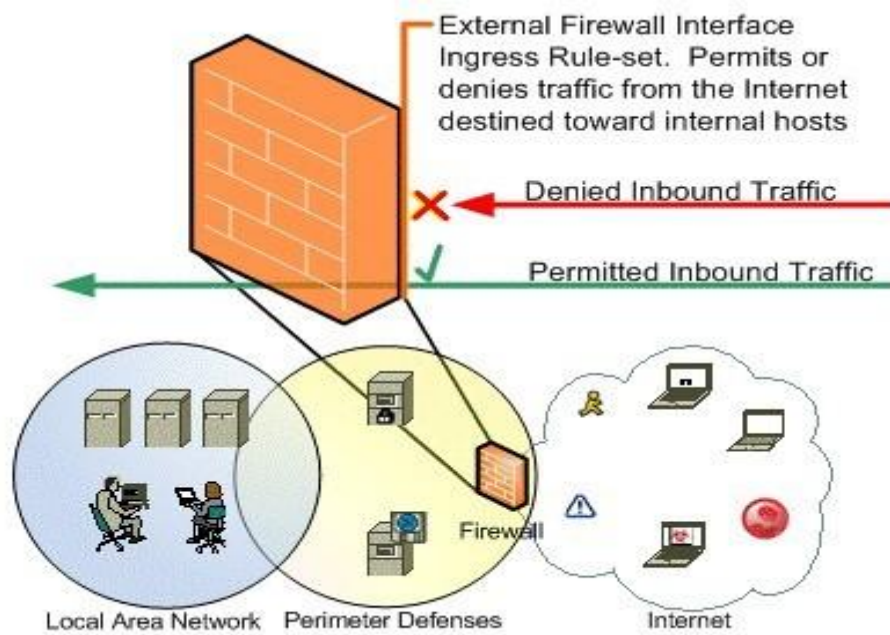 External Firewall Interface
Ingress Rule-set. Permits or
denies traffic from the Internet
destined toward internal hosts
Denied Inbound Traffic
Permitted Inbound Traffic
Firewall
Local Area Network
Perimeter Defenses
Internet